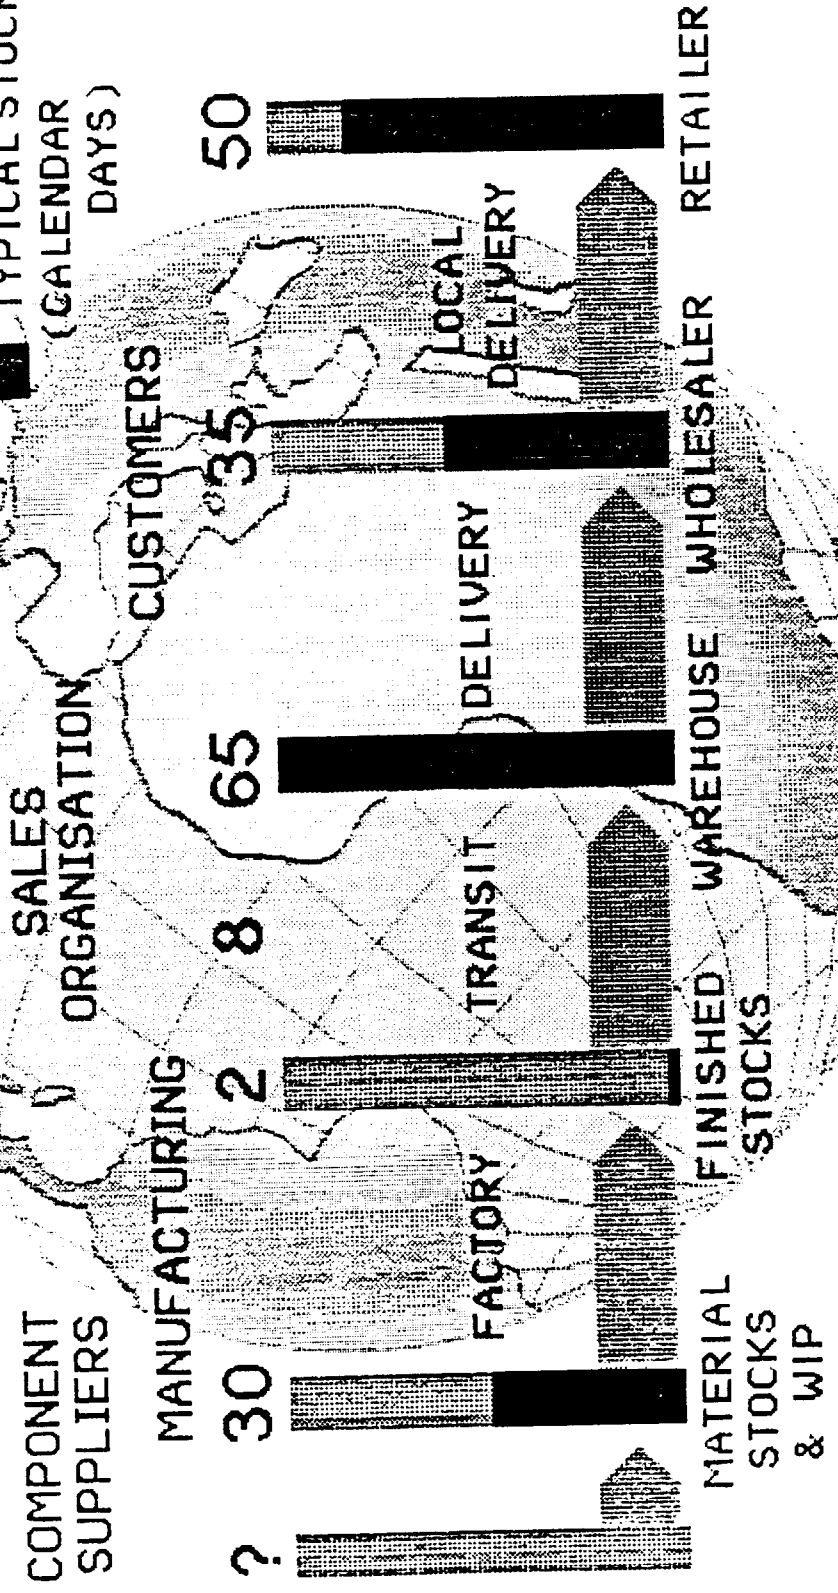 TYPICAL STOCK
(CALENDAR
DAYS)
COMPONENT
SUPPLIERS
SALES
ORGANISATION
MANUFACTURING
CUSTOMERS
?
30
2
8
65
35
50
FACTORY
TRANSIT
DELIVERY
LOCAL
DELIVERY
MATERIAL
STOCKS
& WIP
FINISHED
STOCKS
WAREHOUSE
WHOLESALER
RETAILER